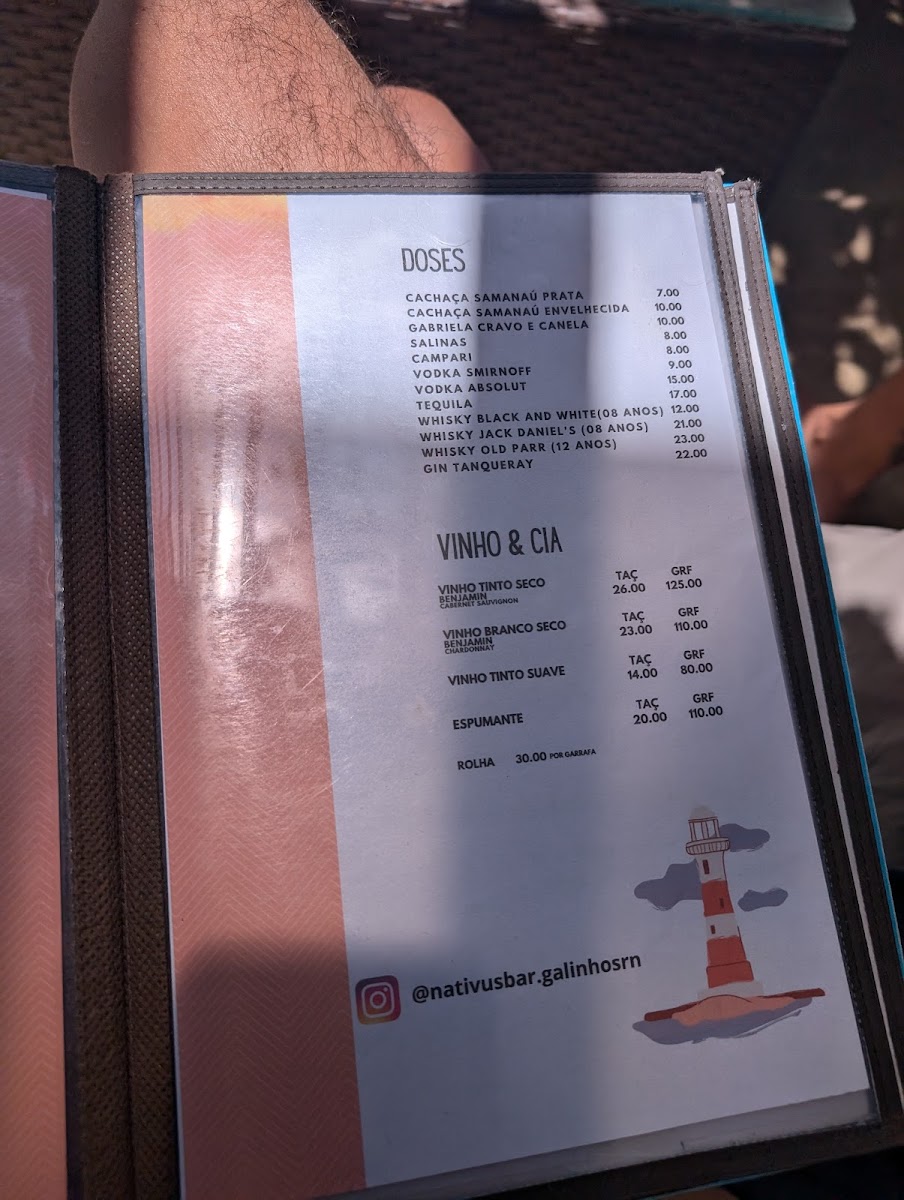 DOSES
CACHAÇA SAMANAÚ PRATA 7.00
CACHAÇA SAMANAÚ ENVELHECIDA 10.00
GABRIELA CRAVO E CANELA 10.00
SALINAS 8.00
CAMPARI 8.00
VODKA SMIRNOFF 9.00
VODKA ABSOLUT 15.00
TEQUILA 17.00
WHISKY BLACK AND WHITE(08 ANOS) 12.00
WHISKY JACK DANIEL'S (08 ANOS) 21.00
WHISKY OLD PARR (12 ANOS) 23.00
GIN TANQUERAY 22.00
VINHO & CIA
TAÇ GRF
VINHO TINTO SECO 26.00 125.00
BENJAMIN
CABERNET SAUVIGNON
TAÇ GRF
VINHO BRANCO SECO 23.00 110.00
BENJAMIN
CHARDONNAY
TAÇ GRF
VINHO TINTO SUAVE 14.00 80.00
TAÇ GRF
ESPUMANTE 20.00 110.00
ROLHA 30.00 POR GARRAFA
@nativusbar.galinhosrn